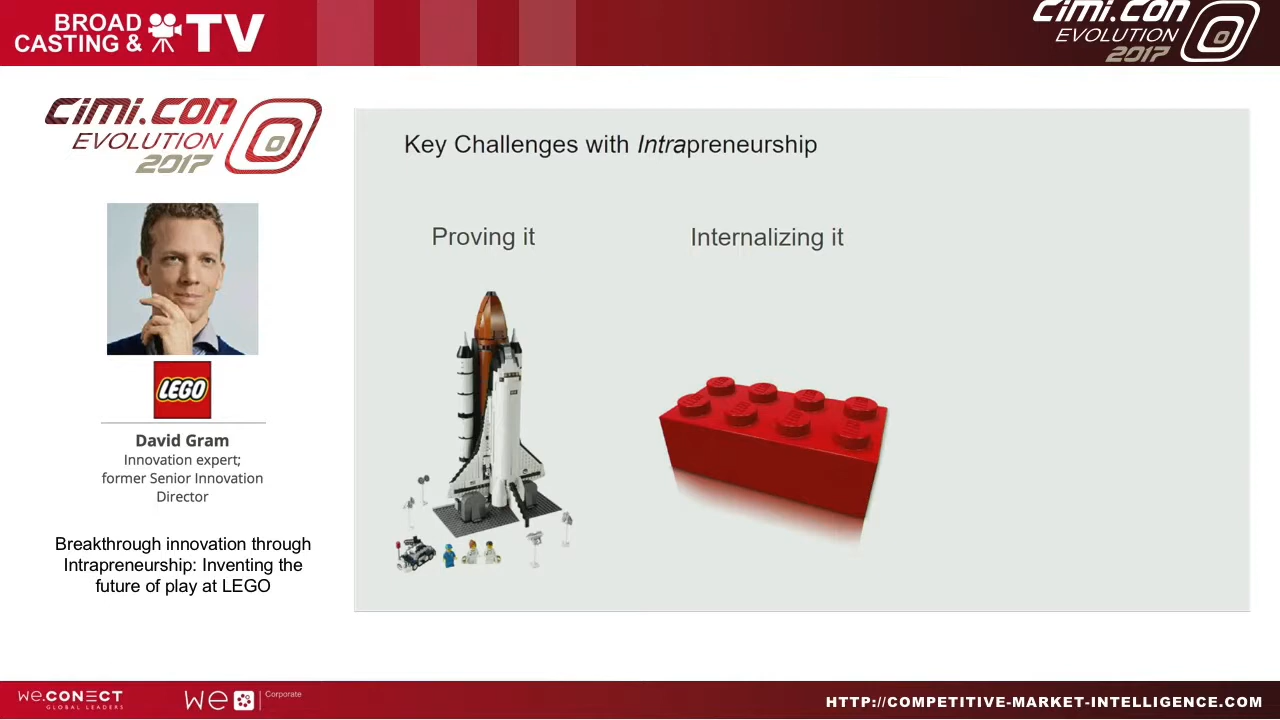 BROAD
CASTING & TV
cimi.con
EVOLUTION
2017
cimi.con
EVOLUTION
2017
LEGO
David Gram
Innovation expert;
former Senior Innovation
Director
Breakthrough innovation through
Intrapreneurship: Inventing the
future of play at LEGO
Key Challenges with Intrapreneurship
Proving it
Internalizing it
we.CONECT
GLOBAL LEADERS
we
Corporate
HTTP://COMPETITIVE-MARKET-INTELLIGENCE.COM